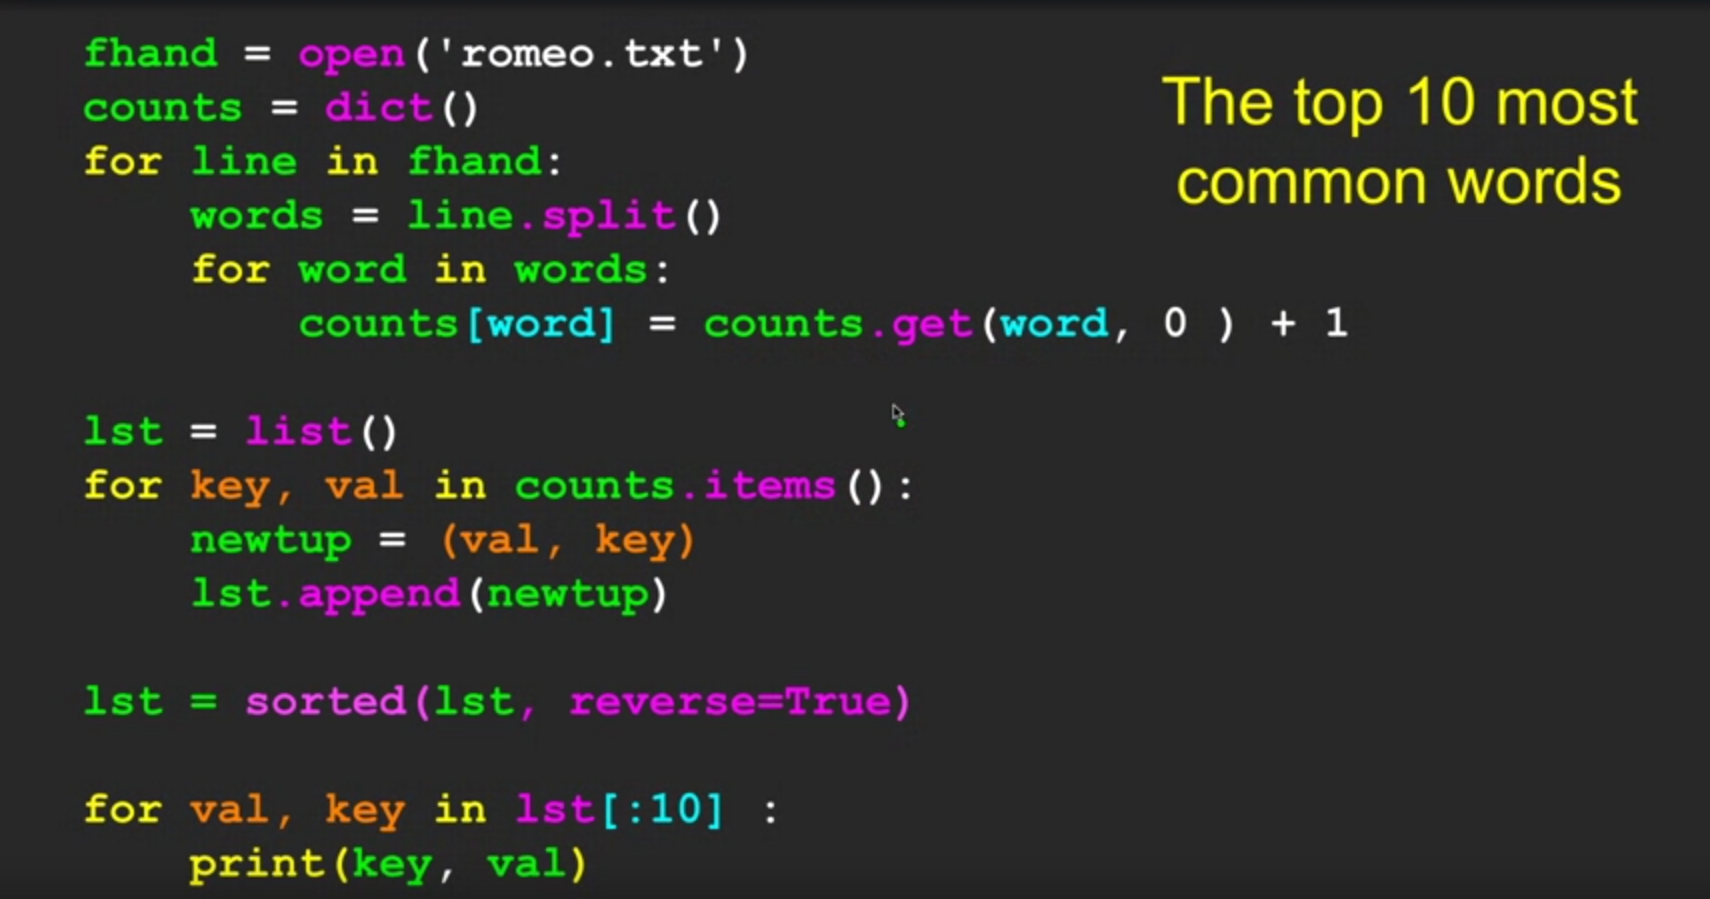 fhand = open('romeo.txt')
counts = dict()
for line in fhand:
    words = line.split()
    for word in words:
        counts[word] = counts.get(word, 0 ) + 1
lst = list()
for key, val in counts.items():
    newtup = (val, key)
    lst.append(newtup)
lst = sorted(lst, reverse=True)
for val, key in lst[:10] :
    print(key, val)
The top 10 most
common words